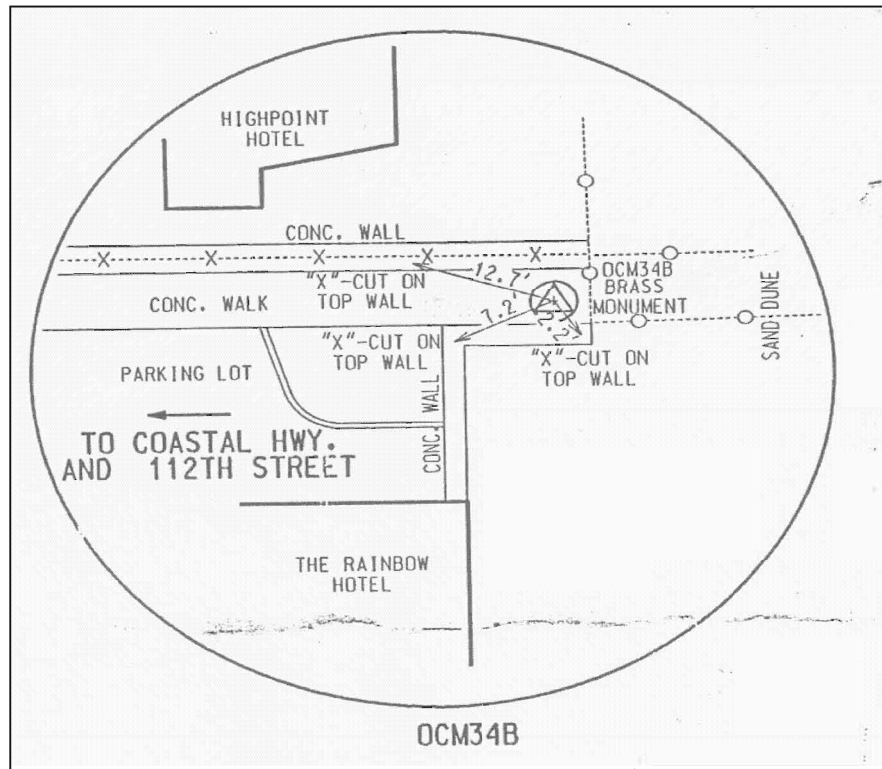 HIGHPOINT
HOTEL
CONC. WALL
X X X X X
"X"-CUT ON
TOP WALL
12.7'
OCM34B
BRASS
MONUMENT
CONC. WALK
7.2'
2.2'
"X"-CUT ON
TOP WALL
"X"-CUT ON
TOP WALL
SAND DUNE
PARKING LOT
CONC. WALL
TO COASTAL HWY.
AND 112TH STREET
THE RAINBOW
HOTEL
OCM34B